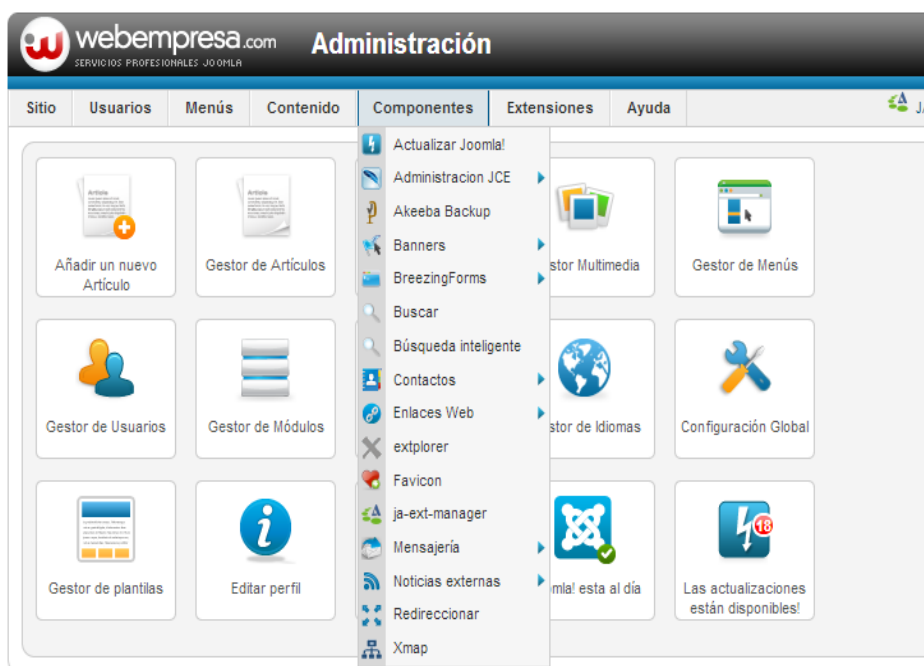 webempresa.com
SERVICIOS PROFESIONALES JOOMLA
Administración
Sitio Usuarios Menús Contenido Componentes Extensiones Ayuda
Actualizar Joomla!
Administracion JCE
Akeeba Backup
Banners
BreezingForms
Buscar
Búsqueda inteligente
Contactos
Enlaces Web
extplorer
Favicon
ja-ext-manager
Mensajería
Noticias externas
Redireccionar
Xmap
Añadir un nuevo
Artículo
Gestor de Artículos
stor Multimedia
Gestor de Menús
Gestor de Usuarios
Gestor de Módulos
stor de Idiomas
Configuración Global
Gestor de plantilas
Editar perfil
mla! esta al día
18
Las actualizaciones
están disponibles!